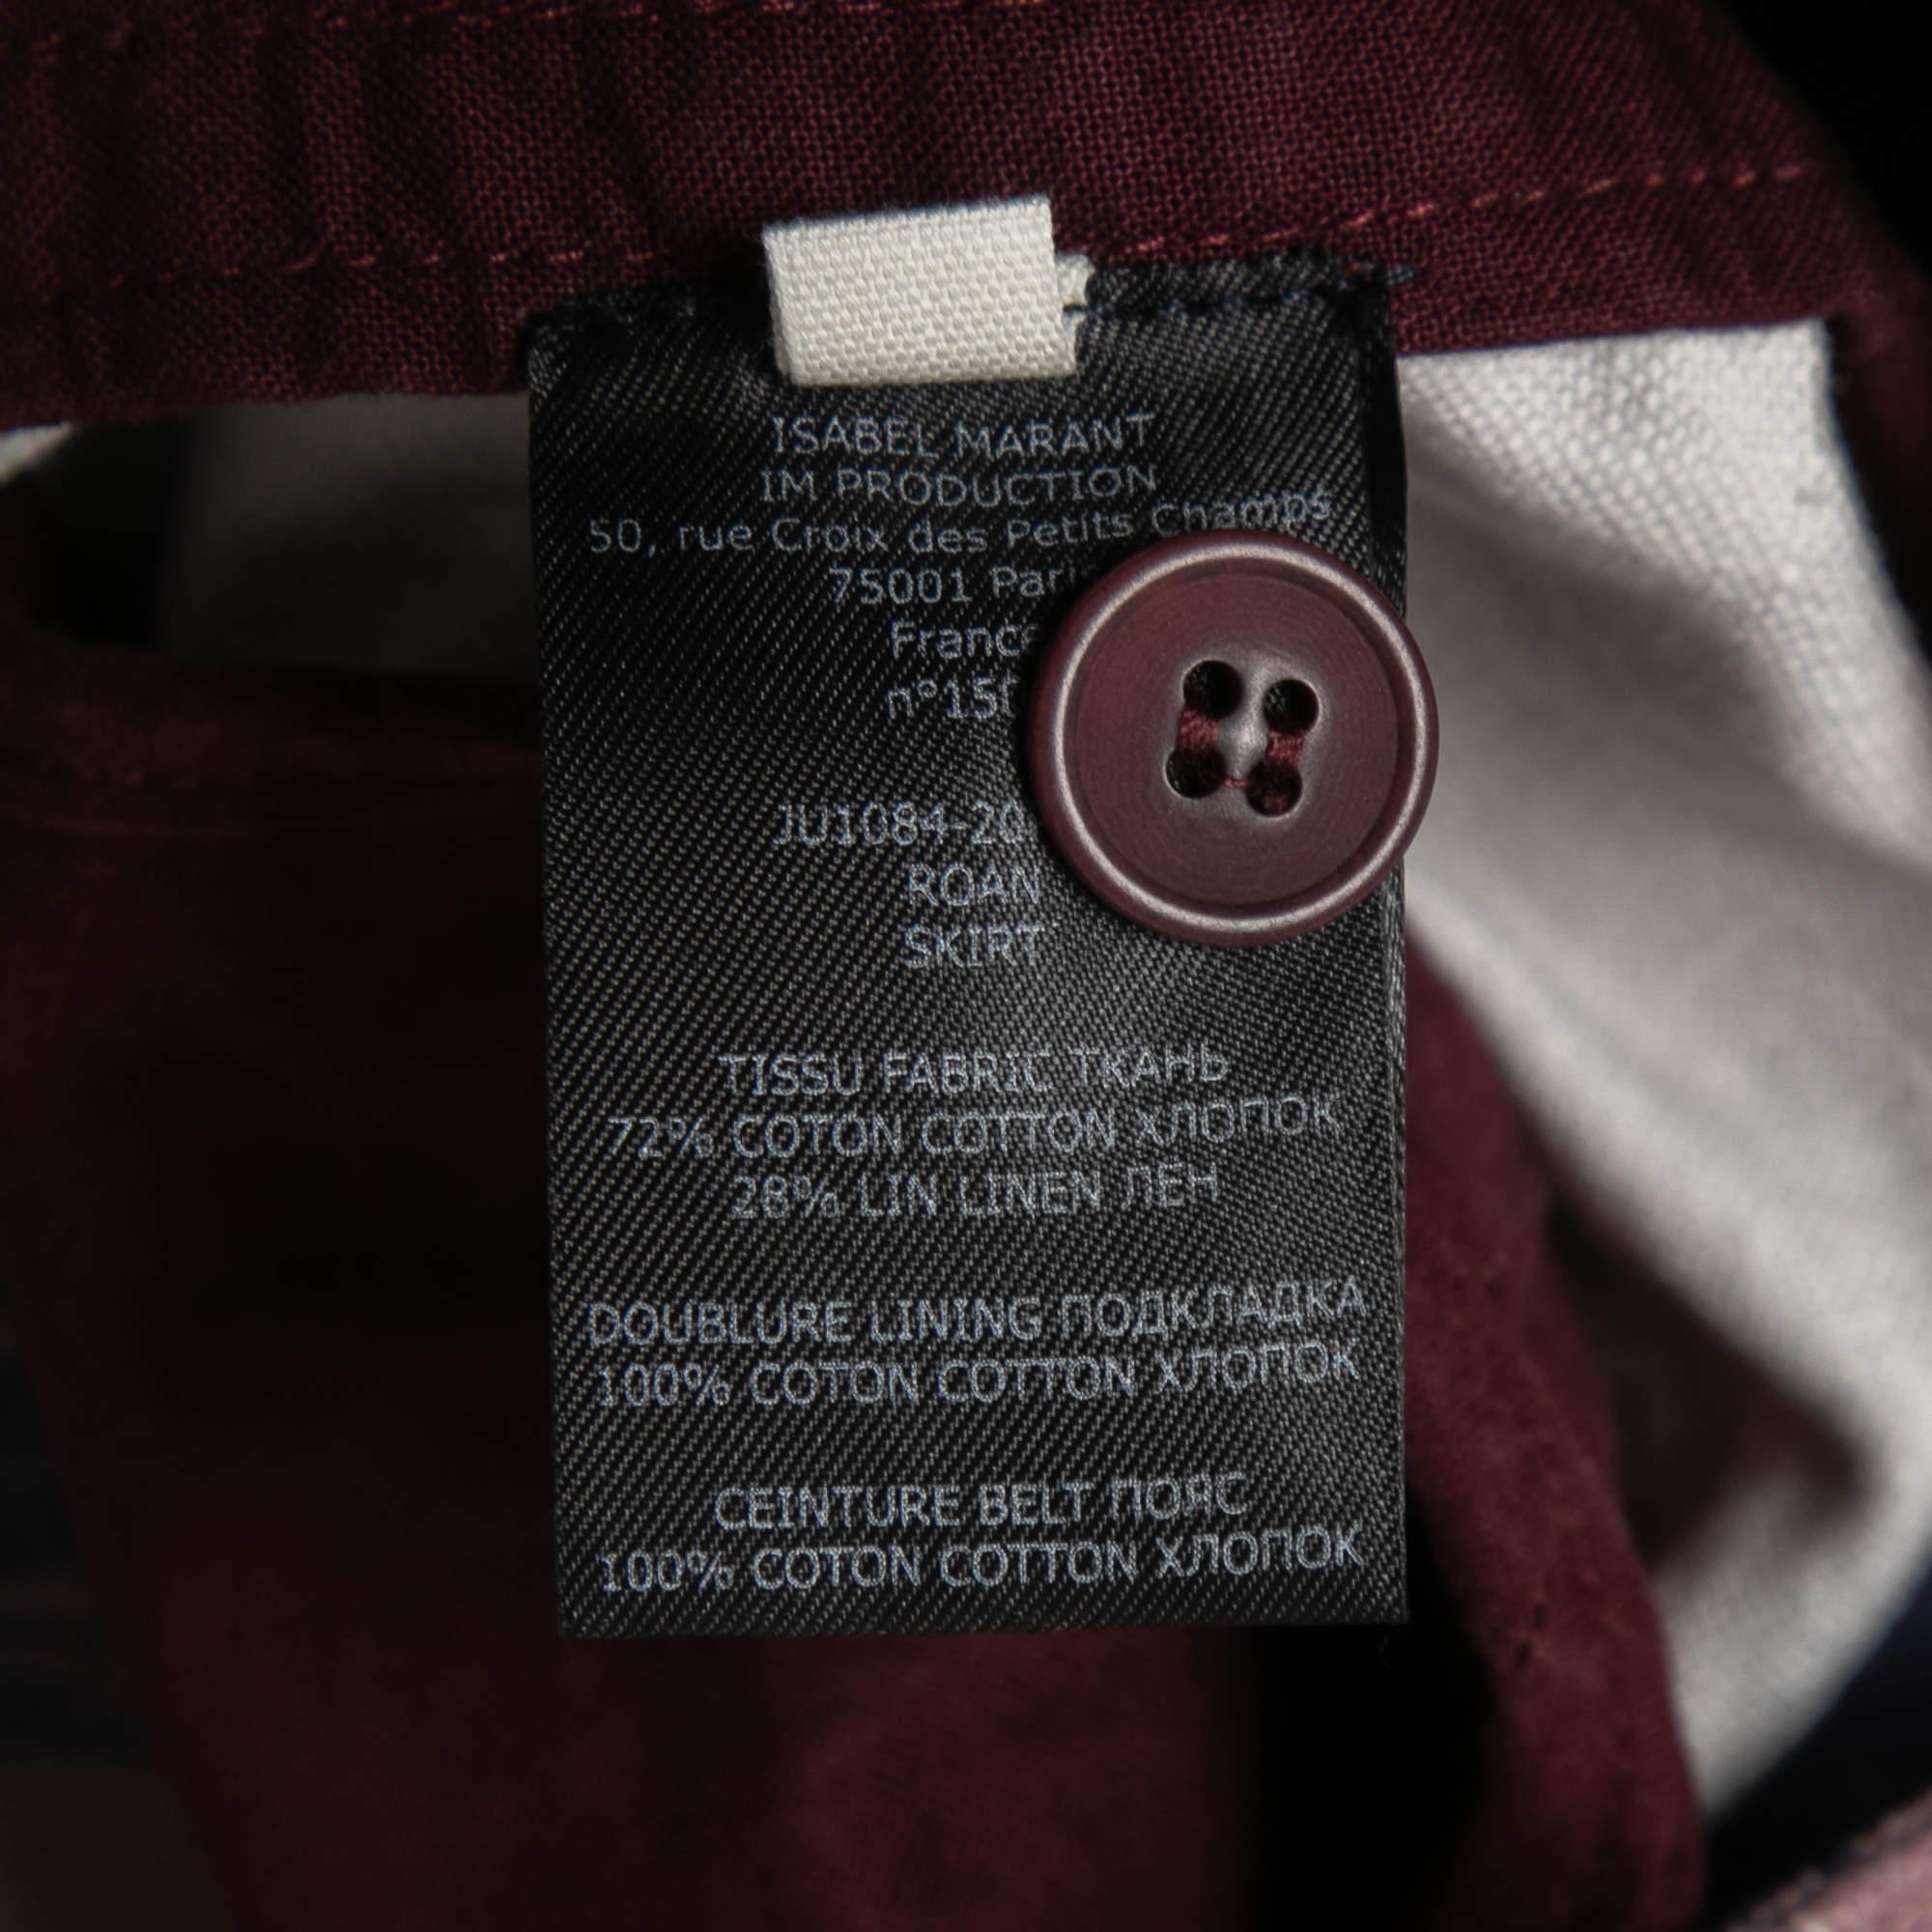 ISABEL MARANT
IM PRODUCTION
50, rue Croix des Petits Champs
75001
France
JU1084-20
ROAN
SKIRT
TISSU FABRIC ТКАНЬ
72% COTON COTTON ХЛОПОК
28% LIN LINEN ЛЕН
DOUBLURE LINING ПОДКЛАДКА
100% COTON COTTON ХЛОПОК
CEINTURE BELT ПОЯС
100% COTON COTTON ХЛОПОК